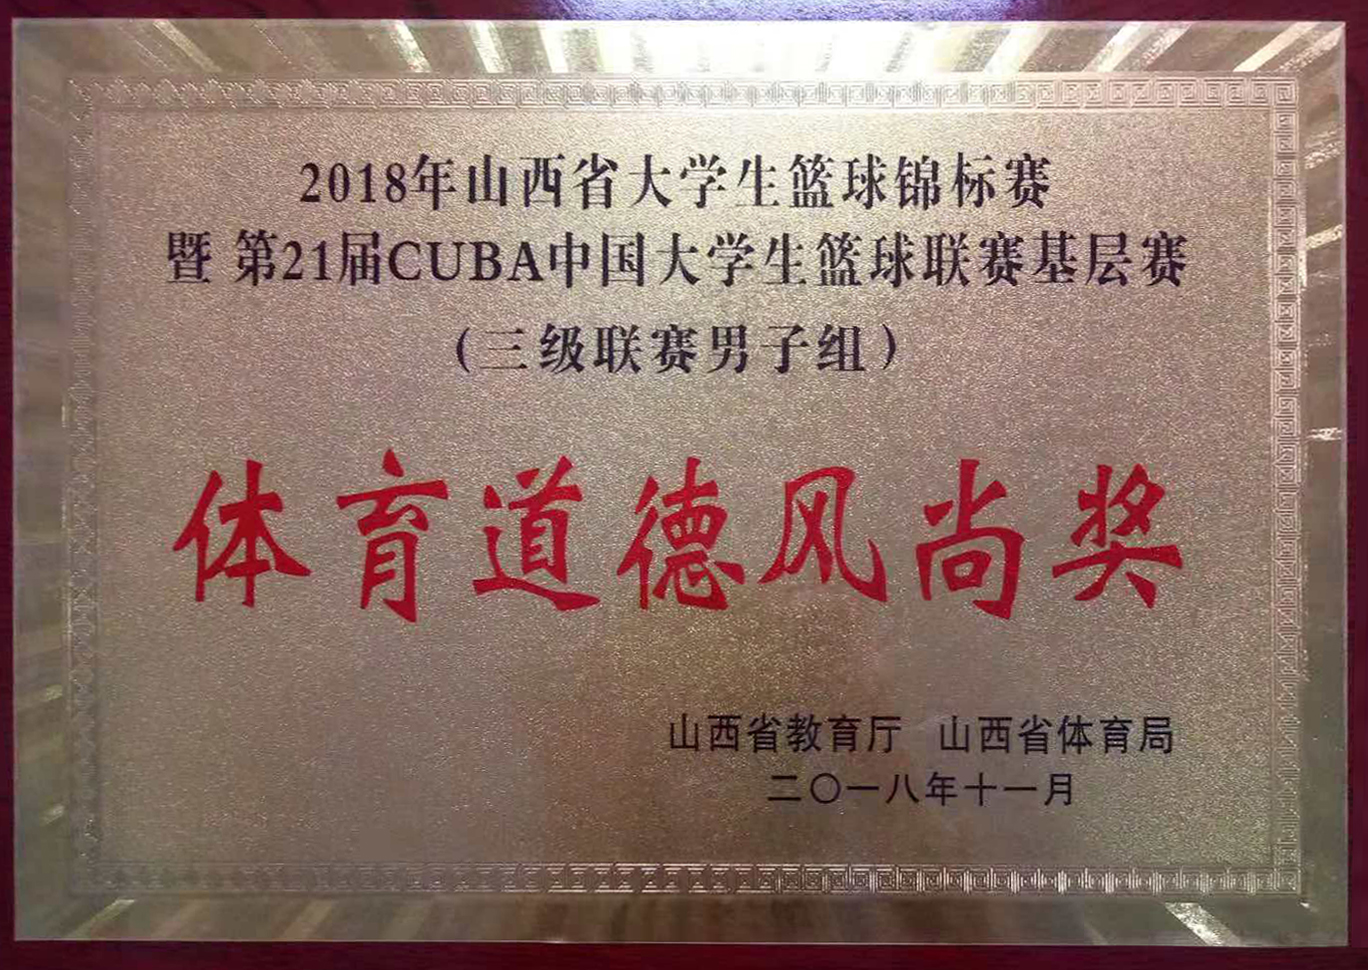 2018年山西省大学生篮球锦标赛
暨 第21届CUBA中国大学生篮球联赛基层赛
(三级联赛男子组)
体育道德风尚奖
山西省教育厅 山西省体育局
二〇一八年十一月